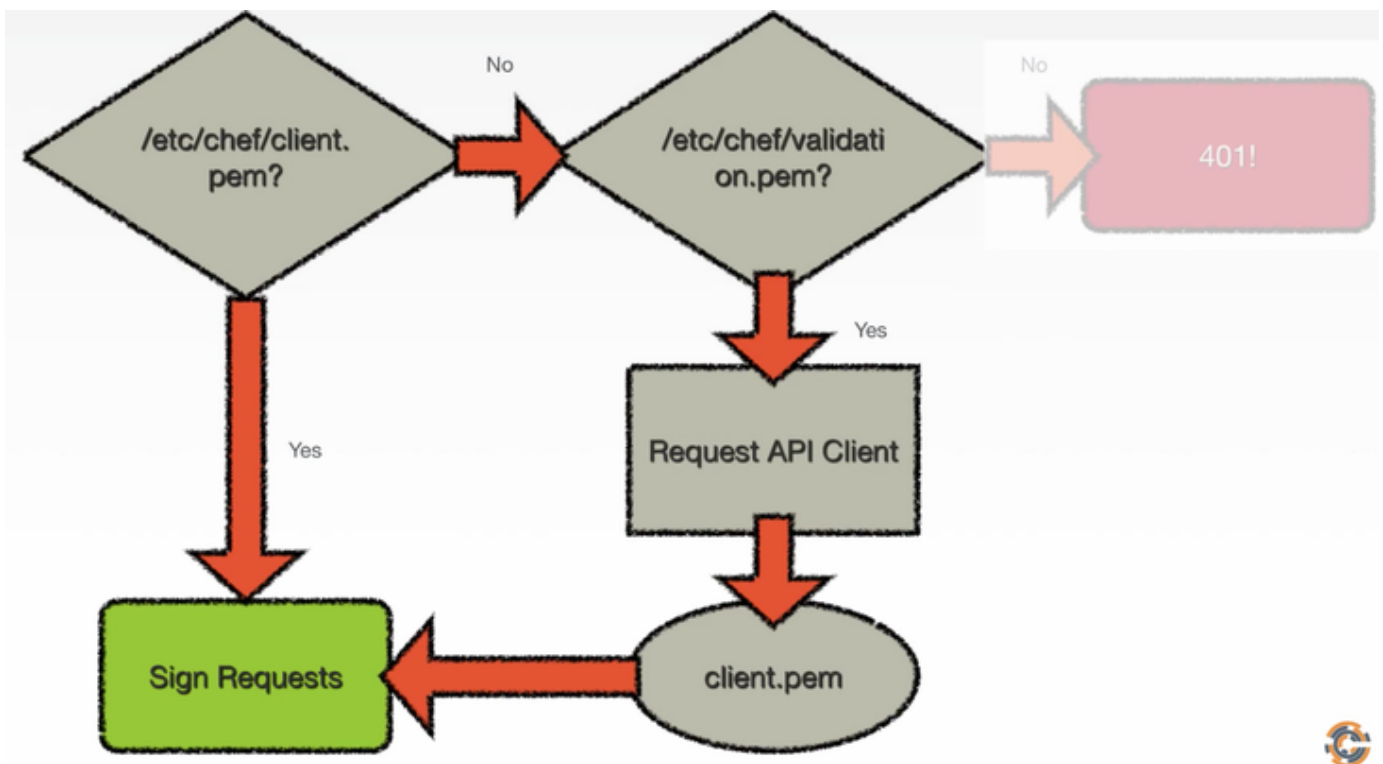 No
No
/etc/chef/client.
pem?
/etc/chef/validati
on.pem?
401!
Yes
Yes
Request API Client
Sign Requests
client.pem